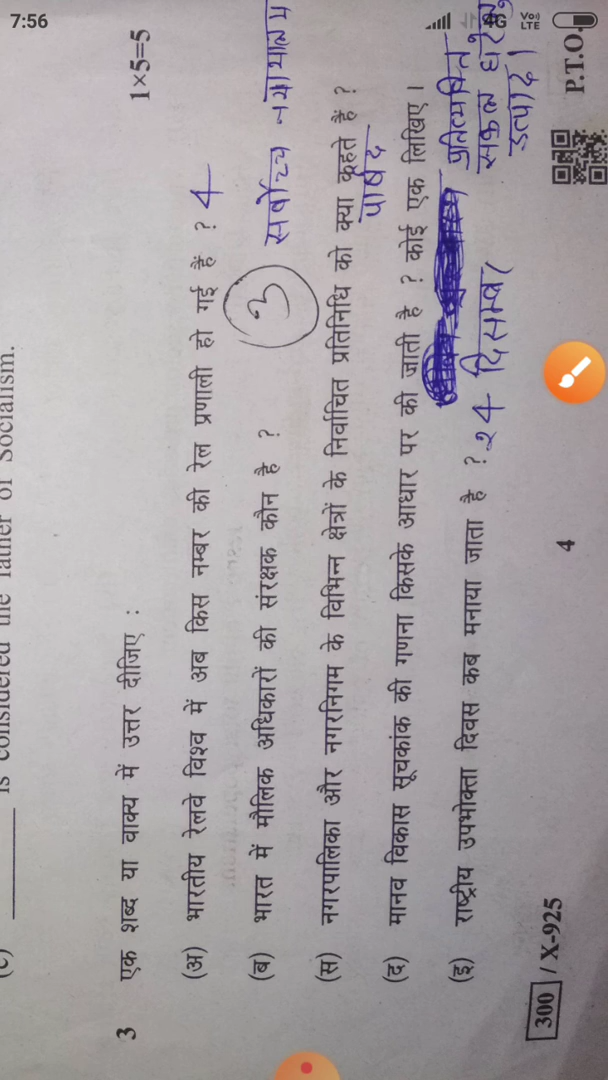 7:56
4G Vo) LTE
(c) is considered the father of Socialism.
3 एक शब्द या वाक्य में उत्तर दीजिए : 1×5=5
(अ) भारतीय रेलवे विश्व में अब किस नम्बर की रेल प्रणाली हो गई है ? 4
(ब) भारत में मौलिक अधिकारों की संरक्षक कौन है ? 3 सर्वोच्च न्यायालय
(स) नगरपालिका और नगरनिगम के विभिन्न क्षेत्रों के निर्वाचित प्रतिनिधि को क्या कहते हैं ?
पार्षद
(द) मानव विकास सूचकांक की गणना किसके आधार पर की जाती है ? कोई एक लिखिए ।
प्रतिव्यक्ति
सकल घरेलू
उत्पाद ।
(इ) राष्ट्रीय उपभोक्ता दिवस कब मनाया जाता है ? 24 दिसम्बर
300 / X-925 4 P.T.O.